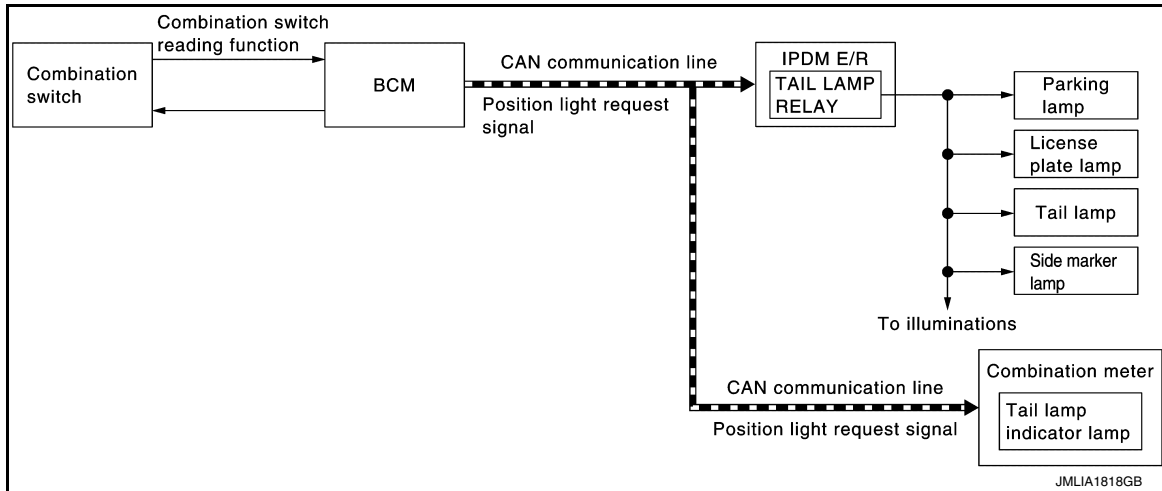 Combination switch
reading function
Combination
switch
BCM
CAN communication line
Position light request
signal
IPDM E/R
TAIL LAMP
RELAY
Parking
lamp
License
plate lamp
Tail lamp
Side marker
lamp
To illuminations
Combination meter
CAN communication line
Tail lamp
indicator lamp
Position light request signal
JMLIA1818GB